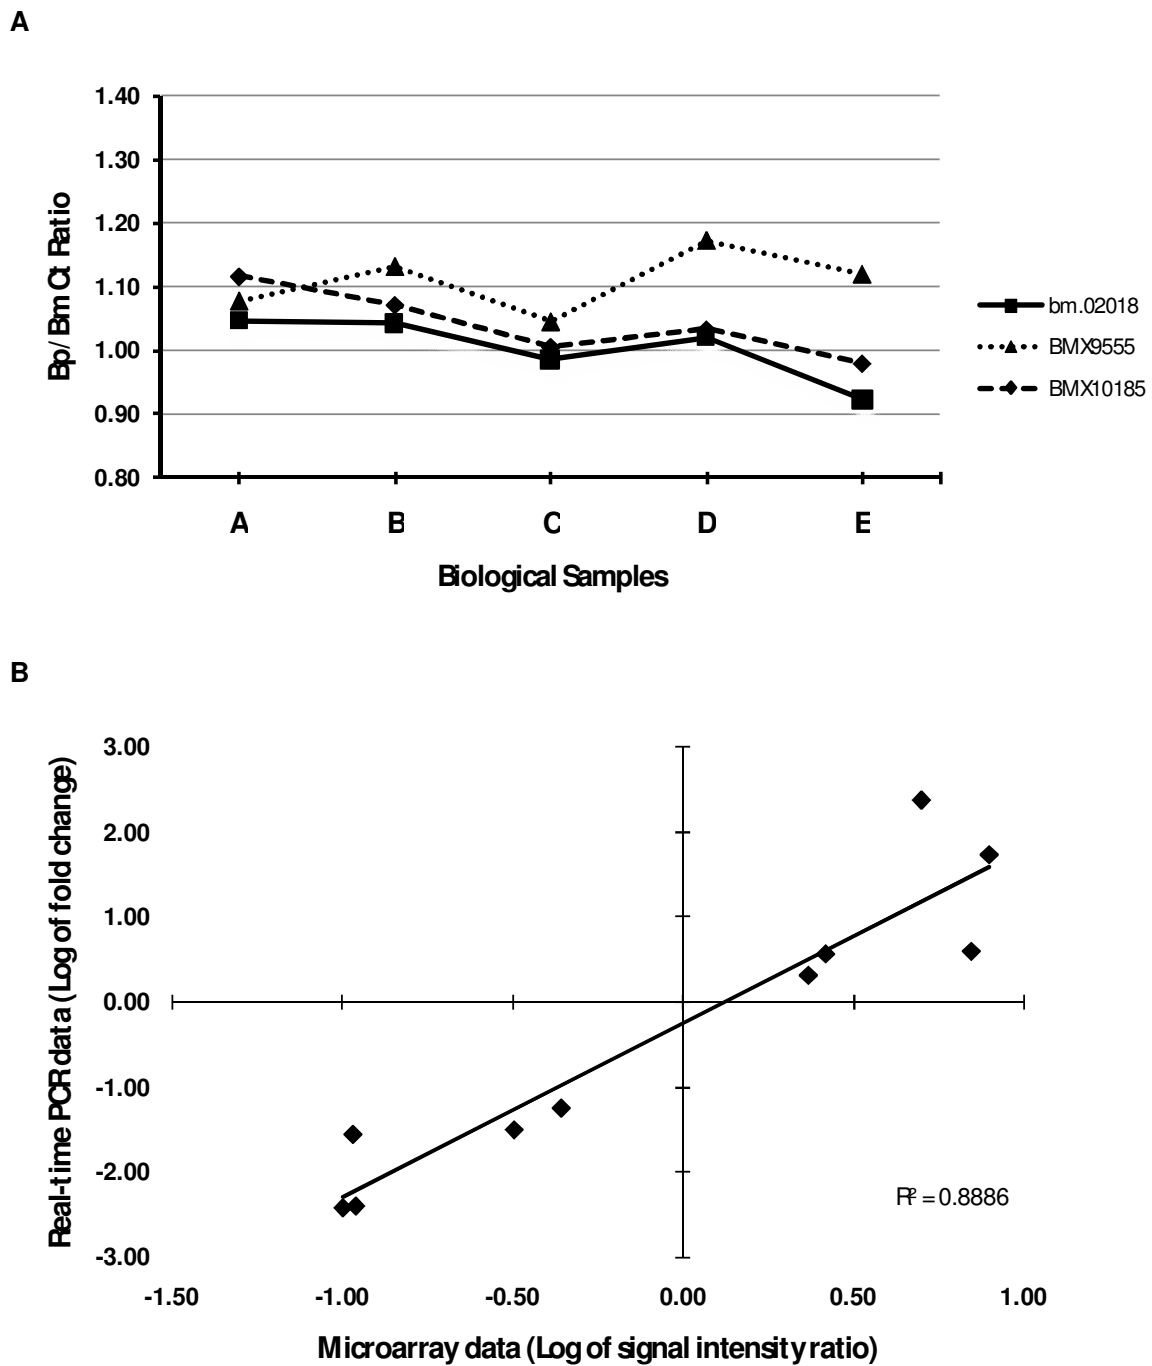 A
1.40
1.30
1.20
1.10
1.00
0.90
0.80
Bp/Bm Ct Ratio
A B C D E
Biological Samples
bm.02018
BMX9555
BMX10185
B
3.00
2.00
1.00
0.00
-1.00
-2.00
-3.00
Real-time PCR data (Log of fold change)
R² = 0.8886
-1.50 -1.00 -0.50 0.00 0.50 1.00
Microarray data (Log of signal intensity ratio)